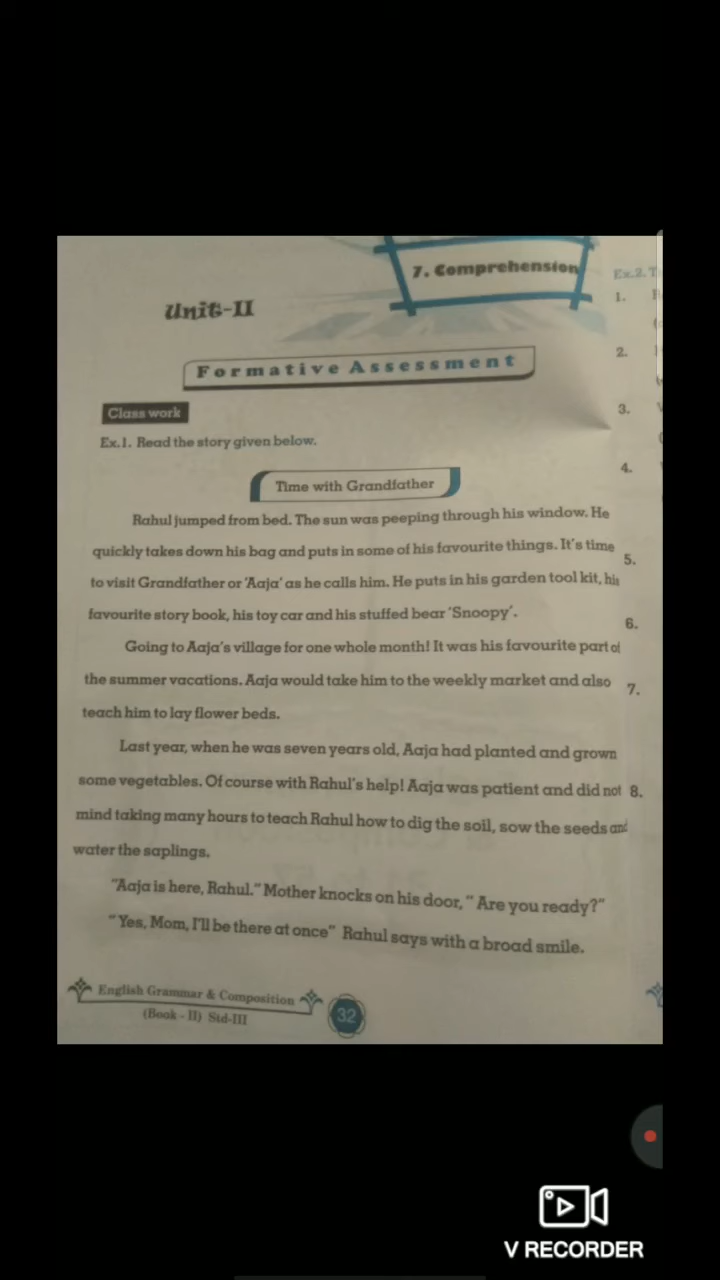 7. Comprehension
Unit-II
Formative Assessment
Class work
Ex.1. Read the story given below.
Time with Grandfather
Rahul jumped from bed. The sun was peeping through his window. He
quickly takes down his bag and puts in some of his favourite things. It's time
to visit Grandfather or 'Aaja' as he calls him. He puts in his garden tool kit, his
favourite story book, his toy car and his stuffed bear 'Snoopy'.
Going to Aaja's village for one whole month! It was his favourite part of
the summer vacations. Aaja would take him to the weekly market and also
teach him to lay flower beds.
Last year, when he was seven years old, Aaja had planted and grown
some vegetables. Of course with Rahul's help! Aaja was patient and did not
mind taking many hours to teach Rahul how to dig the soil, sow the seeds and
water the saplings.
"Aaja is here, Rahul." Mother knocks on his door, " Are you ready?"
"Yes, Mom, I'll be there at once" Rahul says with a broad smile.
English Grammar & Composition
(Book - II) Std-III
32
Ex.2.
1.
2.
3.
4.
5.
6.
7.
8.
V RECORDER